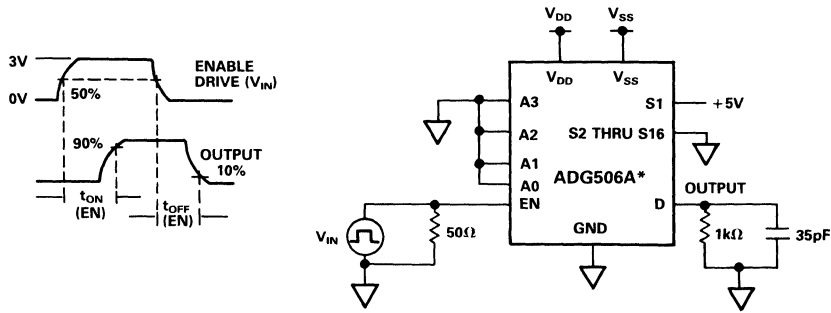 3V
0V
50%
ENABLE
DRIVE (VIN)
90%
OUTPUT
10%
tON
(EN)
tOFF
(EN)
VDD
VSS
VDD
VSS
A3
A2
A1
A0
EN
S1
+5V
S2 THRU S16
ADG506A*
OUTPUT
D
GND
VIN
50Ω
1kΩ
35pF